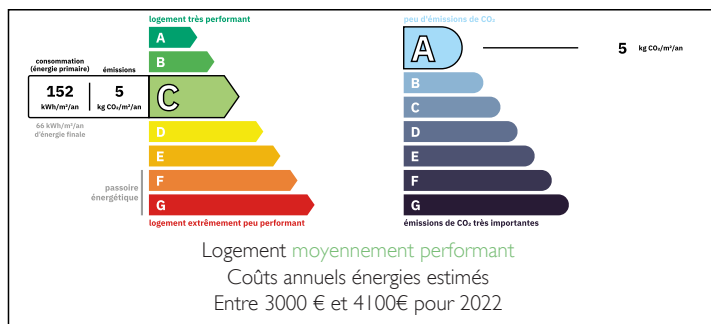 logement très performant
A
B
consommation
(énergie primaire)
émissions
152
kWh/m²/an
5
kg CO₂/m²/an
C
66 kWh/m²/an
d'énergie finale
D
E
passoire
énergétique
F
G
logement extrêmement peu performant
peu d'émissions de CO₂
A
5 kg CO₂/m²/an
B
C
D
E
F
G
émissions de CO₂ très importantes
Logement moyennement performant
Coûts annuels énergies estimés
Entre 3000 € et 4100€ pour 2022